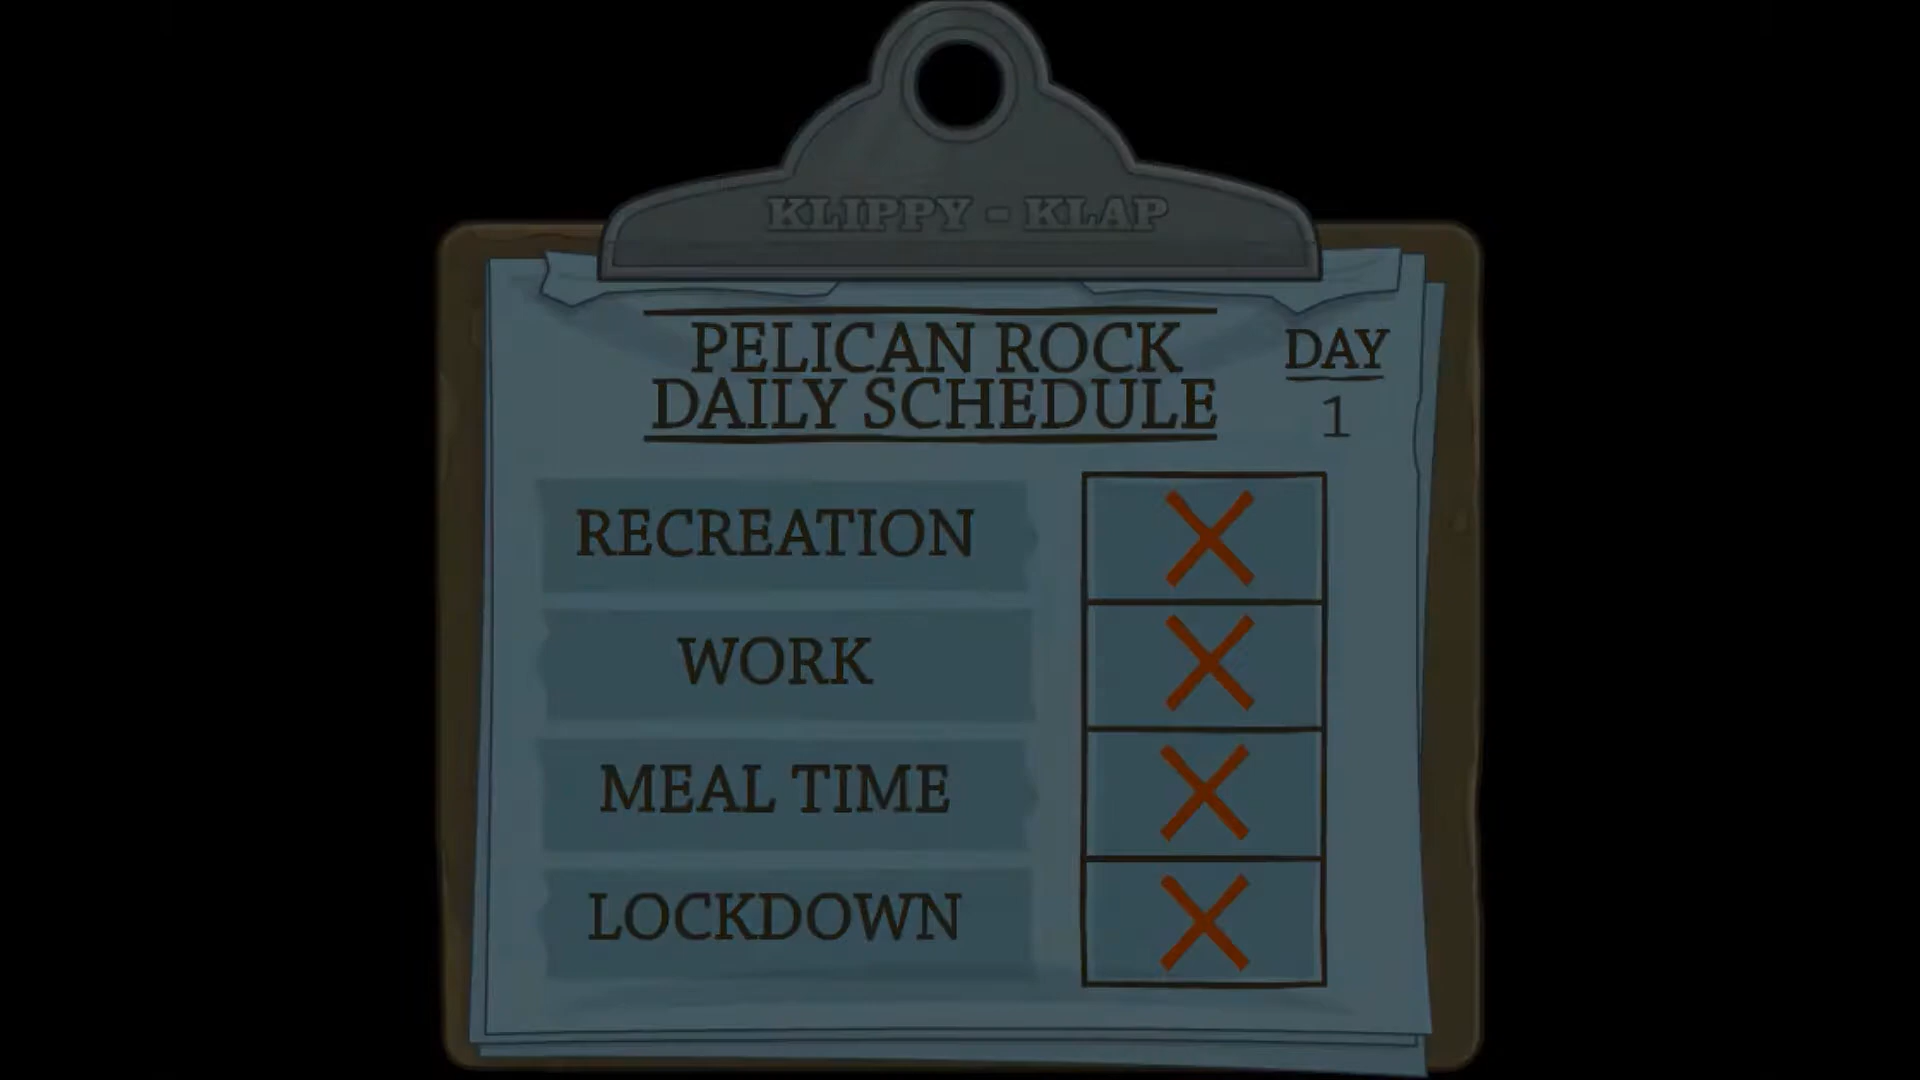 KLIPPY - KLAP
PELICAN ROCK
DAILY SCHEDULE
DAY
1
RECREATION
WORK
MEAL TIME
LOCKDOWN